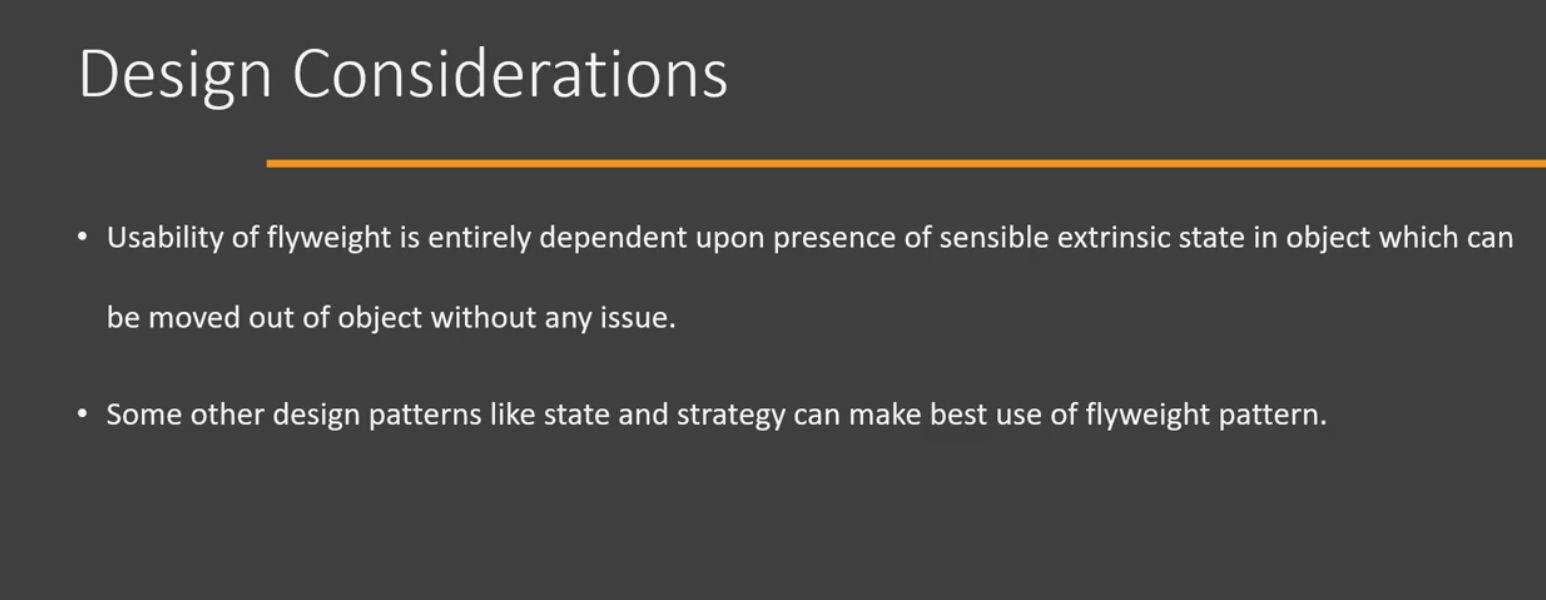 Design Considerations
• Usability of flyweight is entirely dependent upon presence of sensible extrinsic state in object which can
be moved out of object without any issue.
• Some other design patterns like state and strategy can make best use of flyweight pattern.